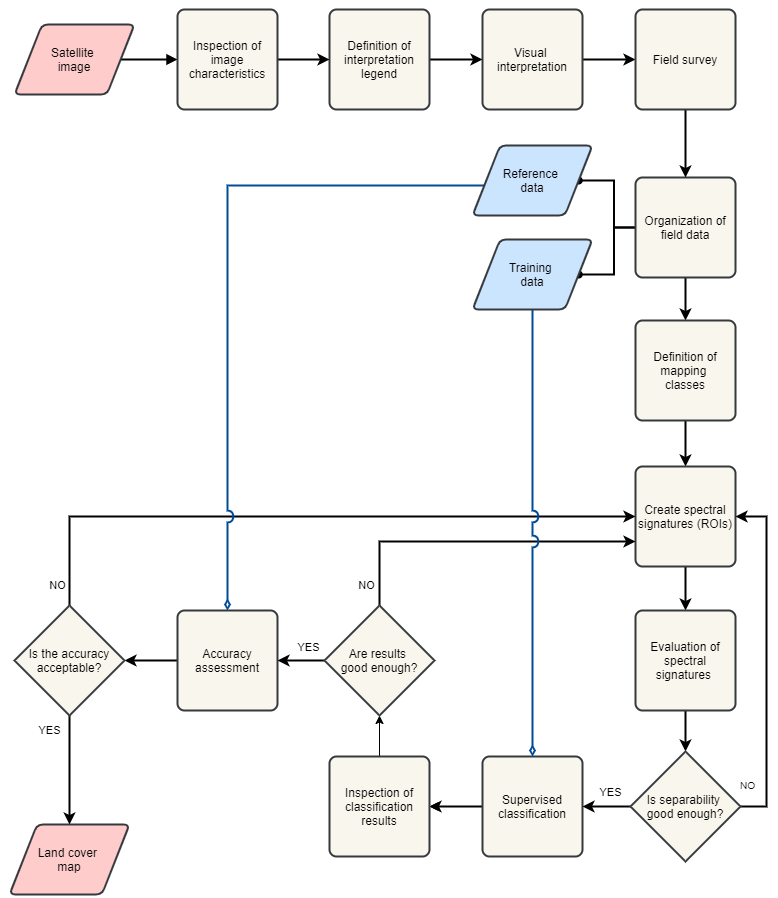 Satellite
image
Inspection of
image
characteristics
Definition of
interpretation
legend
Visual
interpretation
Field survey
Reference
data
Organization of
field data
Training
data
Definition of
mapping
classes
Create spectral
signatures (ROIs)
NO
NO
Is the accuracy
acceptable?
Accuracy
assessment
YES
Are results
good enough?
Evaluation of
spectral
signatures
YES
Inspection of
classification
results
Supervised
classification
YES
Is separability
good enough?
NO
Land cover
map